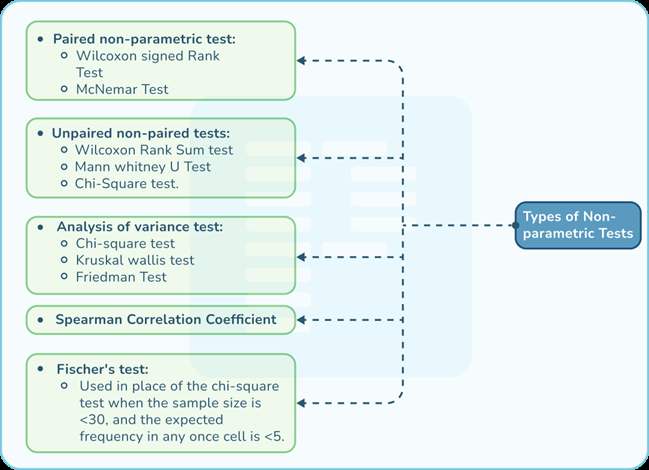 Paired non-parametric test:
Wilcoxon signed Rank
Test
McNemar Test
Unpaired non-paired tests:
Wilcoxon Rank Sum test
Mann whitney U Test
Chi-Square test.
Analysis of variance test:
Chi-square test
Kruskal wallis test
Friedman Test
Spearman Correlation Coefficient
Fischer's test:
Used in place of the chi-square
test when the sample size is
<30, and the expected
frequency in any once cell is <5.
Types of Non-
parametric Tests